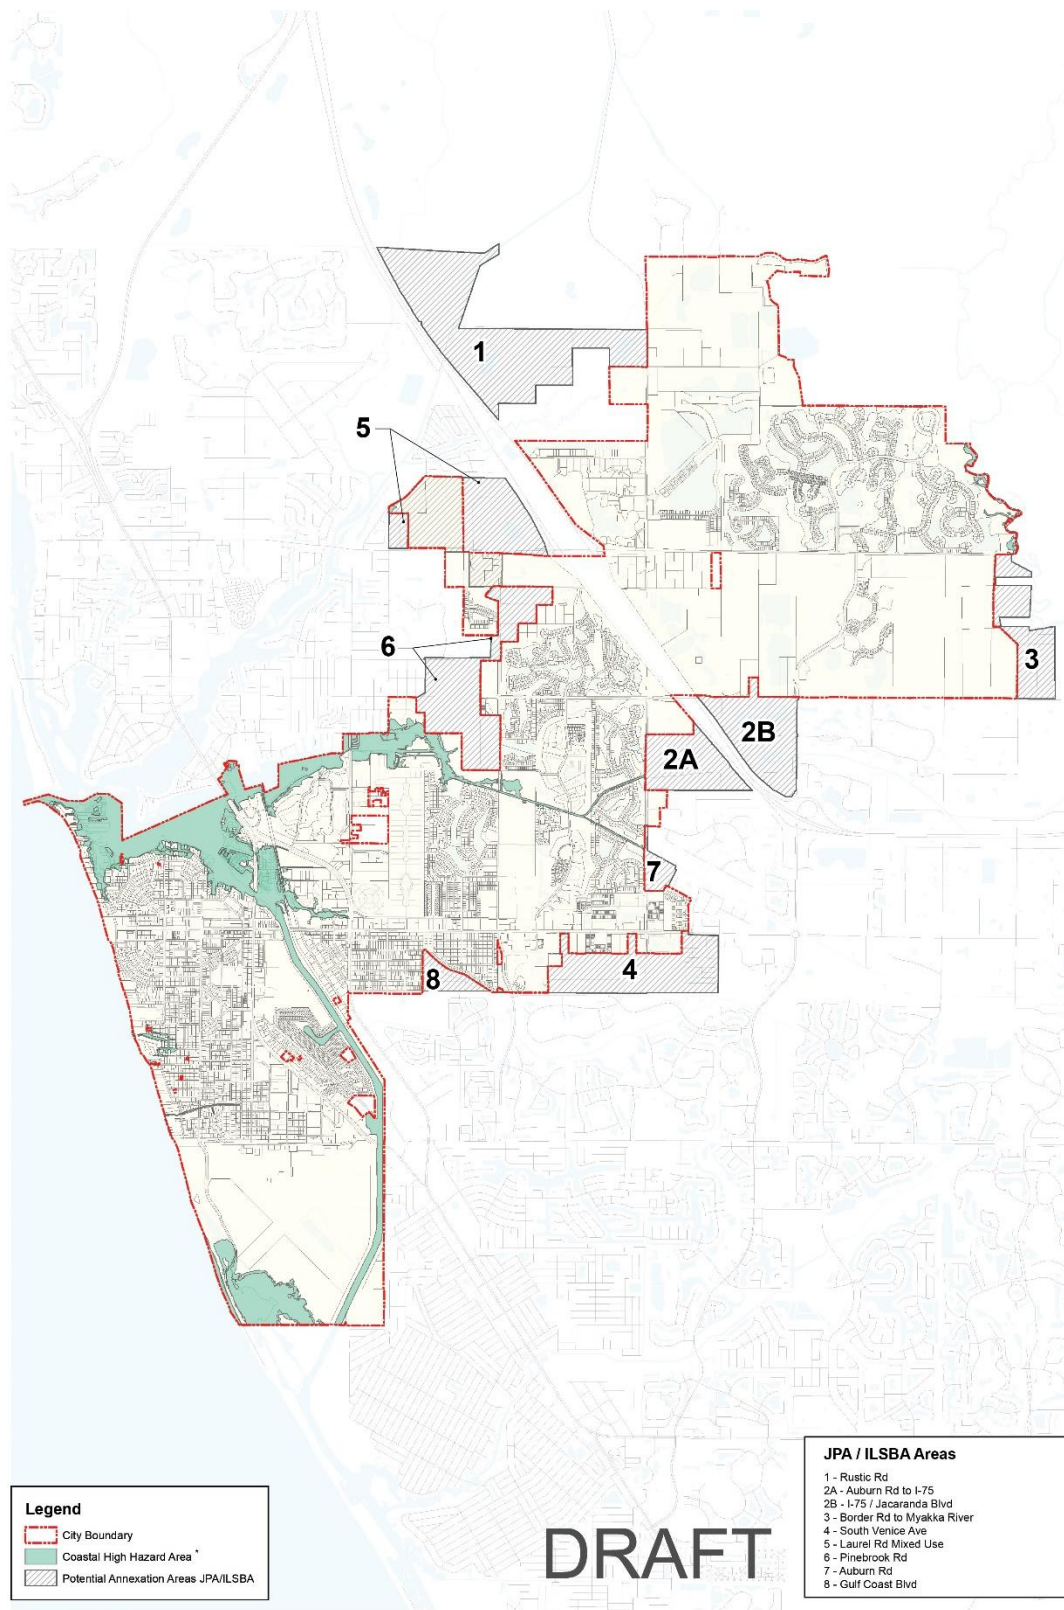 1
5
6
3
2B
2A
7
4
8
Legend
City Boundary
Coastal High Hazard Area *
Potential Annexation Areas JPA/ILSBA
DRAFT
JPA / ILSBA Areas
1 - Rustic Rd
2A - Auburn Rd to I-75
2B - I-75 / Jacaranda Blvd
3 - Border Rd to Myakka River
4 - South Venice Ave
5 - Laurel Rd Mixed Use
6 - Pinebrook Rd
7 - Auburn Rd
8 - Gulf Coast Blvd